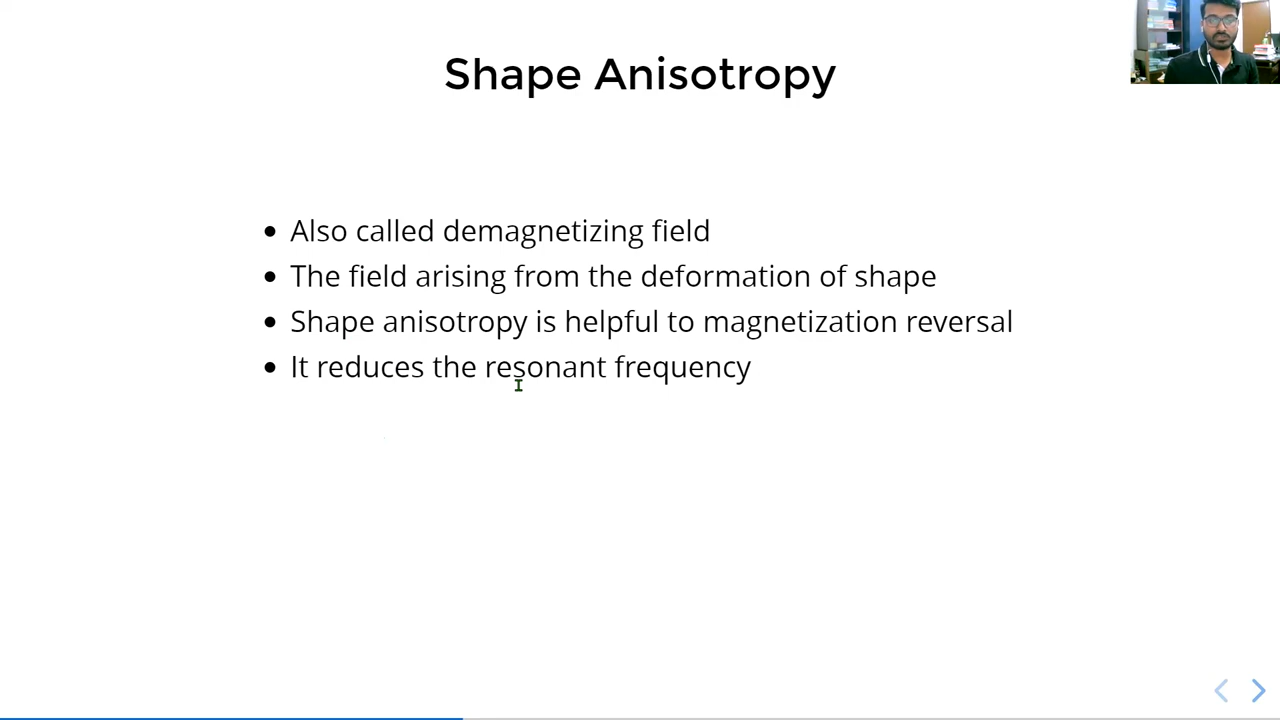 Shape Anisotropy
Also called demagnetizing field
The field arising from the deformation of shape
Shape anisotropy is helpful to magnetization reversal
It reduces the resonant frequency